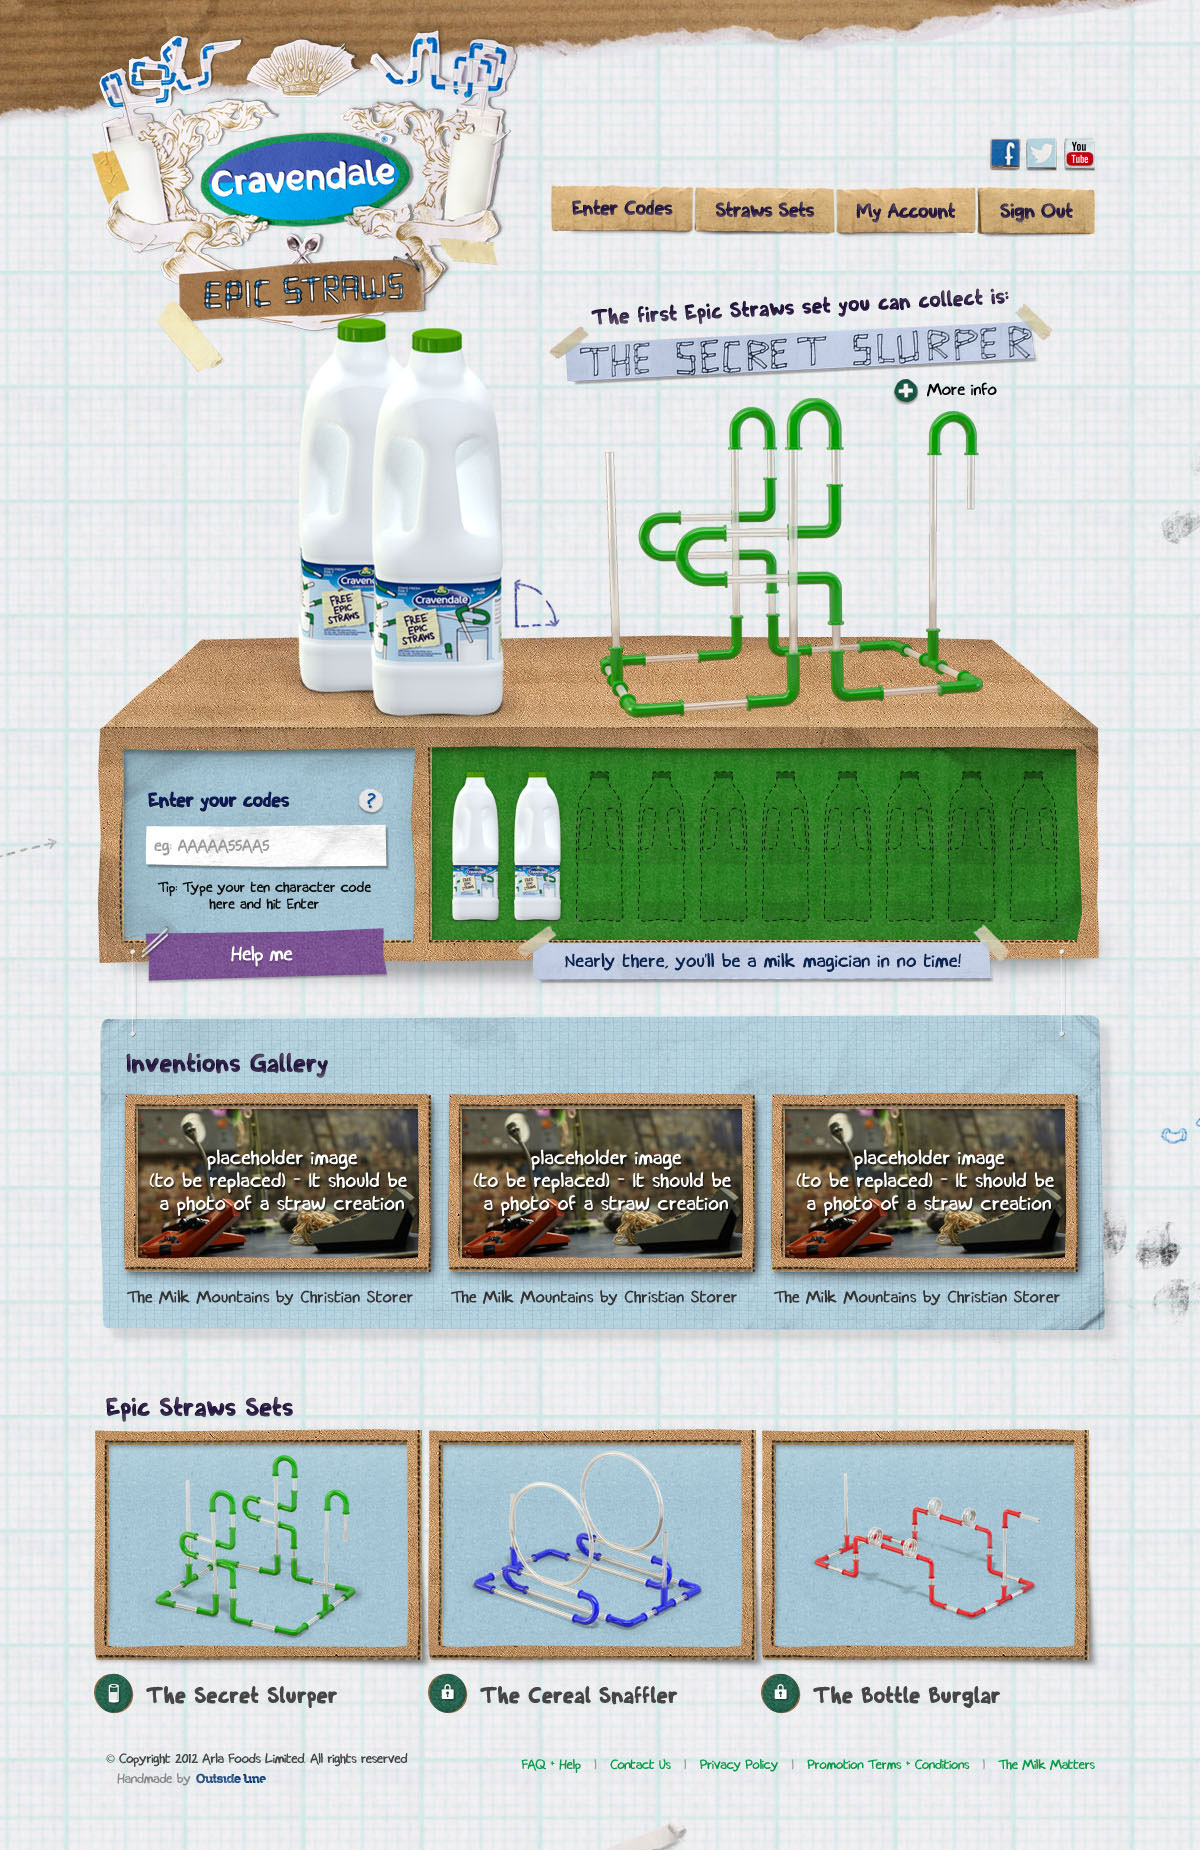 Cravendale
EPIC STRAWS
f
You
Tube
Enter Codes
Straws Sets
My Account
Sign Out
The first Epic Straws set you can collect is:
THE SECRET SLURPER
More info
Cravendale
FREE
EPIC
STRAWS
Cravendale
FREE
EPIC
STRAWS
Enter your codes
?
eg: AAAAA55AA5
Tip: Type your ten character code
here and hit Enter
Help me
Nearly there, you'll be a milk magician in no time!
Inventions Gallery
placeholder image
(to be replaced) - It should be
a photo of a straw creation
placeholder image
(to be replaced) - It should be
a photo of a straw creation
placeholder image
(to be replaced) - It should be
a photo of a straw creation
The Milk Mountains by Christian Storer
The Milk Mountains by Christian Storer
The Milk Mountains by Christian Storer
Epic Straws Sets
The Secret Slurper
The Cereal Snaffler
The Bottle Burglar
© Copyright 2012 Arla Foods Limited. All rights reserved
Handmade by Outside Line
FAQ + Help | Contact Us | Privacy Policy | Promotion Terms + Conditions | The Milk Matters